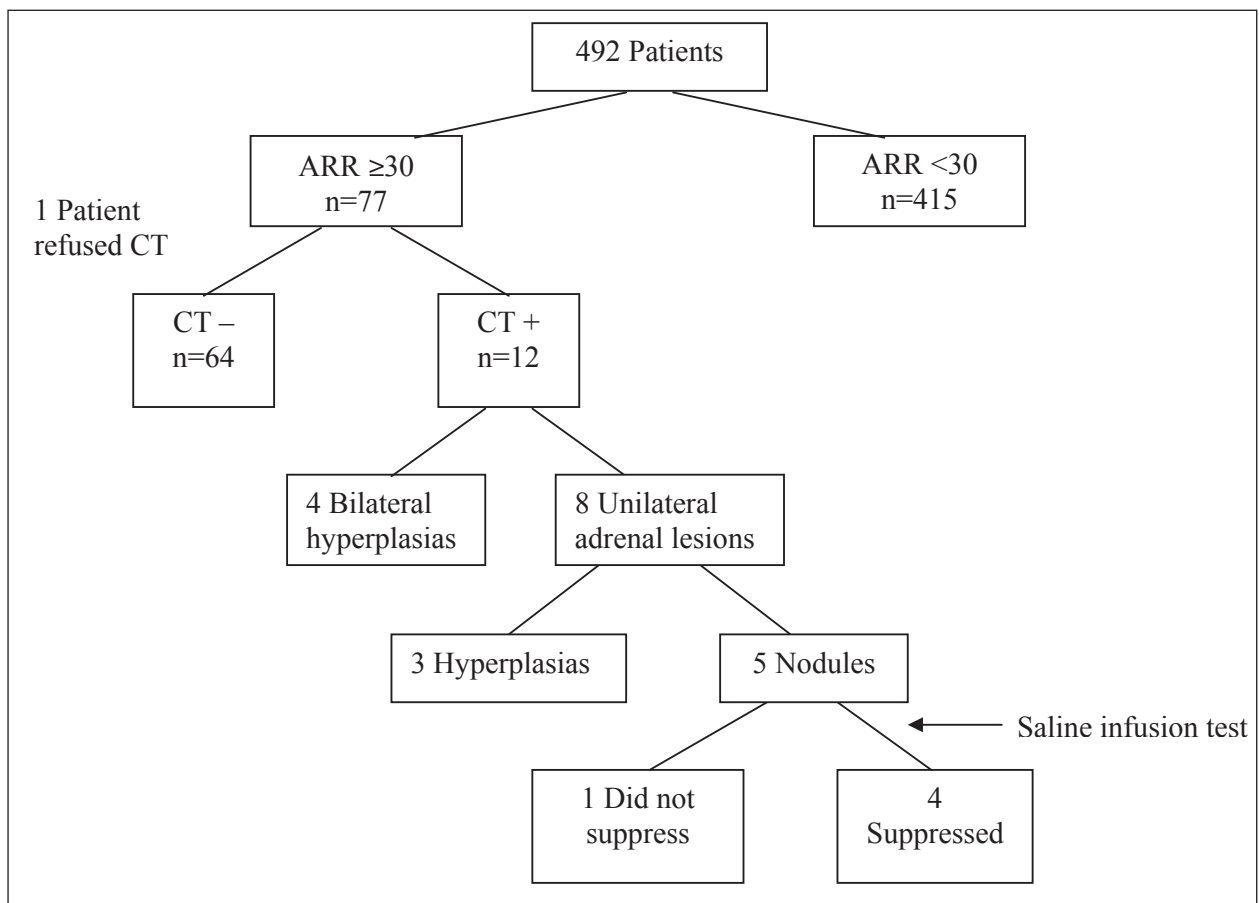 492 Patients
ARR ≥30
n=77
ARR <30
n=415
1 Patient
refused CT
CT –
n=64
CT +
n=12
4 Bilateral
hyperplasias
8 Unilateral
adrenal lesions
3 Hyperplasias
5 Nodules
Saline infusion test
1 Did not
suppress
4
Suppressed